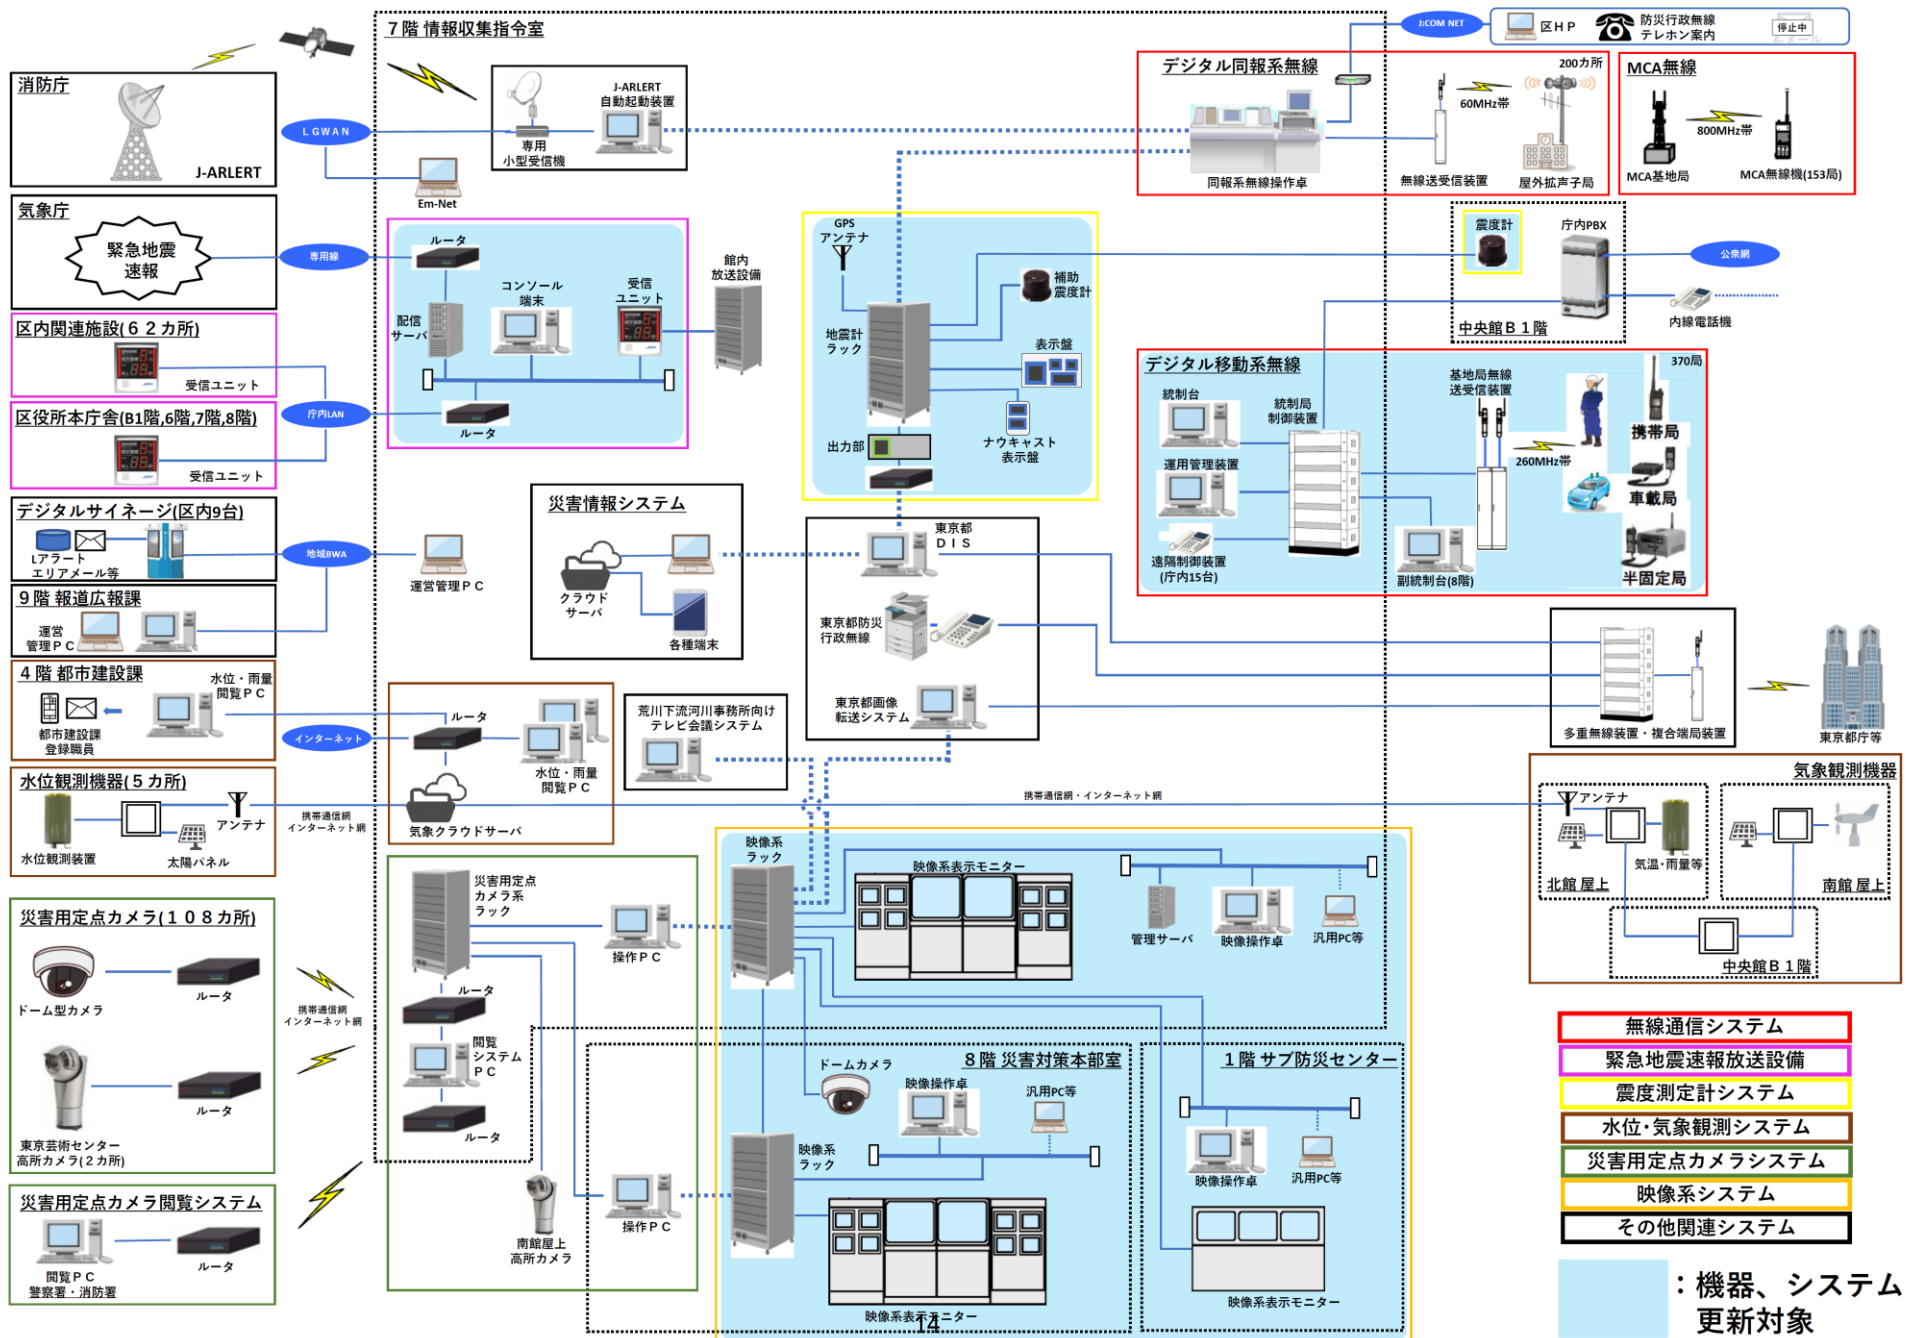 ７階 情報収集指令室
J:COM NET
区ＨＰ
防災行政無線
テレホン案内
停止中
消防庁
J-ARLERT
ＬＧＷＡＮ
専用
小型受信機
J-ARLERT
自動起動装置
Em-Net
デジタル同報系無線
200カ所
60MHz帯
同報系無線操作卓
無線送受信装置
屋外拡声子局
MCA無線
800MHz帯
MCA基地局
MCA無線機(153局)
気象庁
緊急地震
速報
専用線
ルータ
配信
サーバ
コンソール
端末
受信
ユニット
ルータ
館内
放送設備
GPS
アンテナ
補助
震度計
地震計
ラック
表示盤
ナウキャスト
表示盤
出力部
震度計
庁内PBX
中央館Ｂ１階
公衆網
内線電話機
区内関連施設(６２カ所)
受信ユニット
区役所本庁舎(B1階,6階,7階,8階)
受信ユニット
庁内LAN
デジタル移動系無線
370局
統制台
統制局
制御装置
基地局無線
送受信装置
運用管理装置
260MHz帯
携帯局
車載局
半固定局
遠隔制御装置
(庁内15台)
副統制台(8階)
デジタルサイネージ(区内9台)
Lアラート
エリアメール等
地域BWA
運営管理ＰＣ
９階 報道広報課
運営
管理ＰＣ
災害情報システム
クラウド
サーバ
各種端末
東京都
ＤＩＳ
東京都防災
行政無線
東京都画像
転送システム
多重無線装置・複合端局装置
東京都庁等
４階 都市建設課
水位・雨量
閲覧ＰＣ
都市建設課
登録職員
インターネット
ルータ
水位・雨量
閲覧ＰＣ
気象クラウドサーバ
荒川下流河川事務所向け
テレビ会議システム
水位観測機器(５カ所)
水位観測装置
アンテナ
太陽パネル
携帯通信網
インターネット網
携帯通信網・インターネット網
気象観測機器
アンテナ
気温・雨量等
北館 屋上
南館 屋上
中央館Ｂ１階
災害用定点カメラ(１０８カ所)
ドーム型カメラ
ルータ
東京芸術センター
高所カメラ(２カ所)
ルータ
携帯通信網
インターネット網
災害用定点カメラ閲覧システム
閲覧ＰＣ
警察署・消防署
ルータ
災害用定点
カメラ系
ラック
操作ＰＣ
ルータ
閲覧
システム
ＰＣ
ルータ
南館屋上
高所カメラ
操作ＰＣ
映像系
ラック
映像系表示モニター
管理サーバ
映像操作卓
汎用PC等
８階 災害対策本部室
ドームカメラ
映像操作卓
汎用PC等
映像系
ラック
映像系表示モニター
１階 サブ防災センター
映像操作卓
汎用PC等
映像系表示モニター
無線通信システム
緊急地震速報放送設備
震度測定計システム
水位・気象観測システム
災害用定点カメラシステム
映像系システム
その他関連システム
：機器、システム
更新対象
14